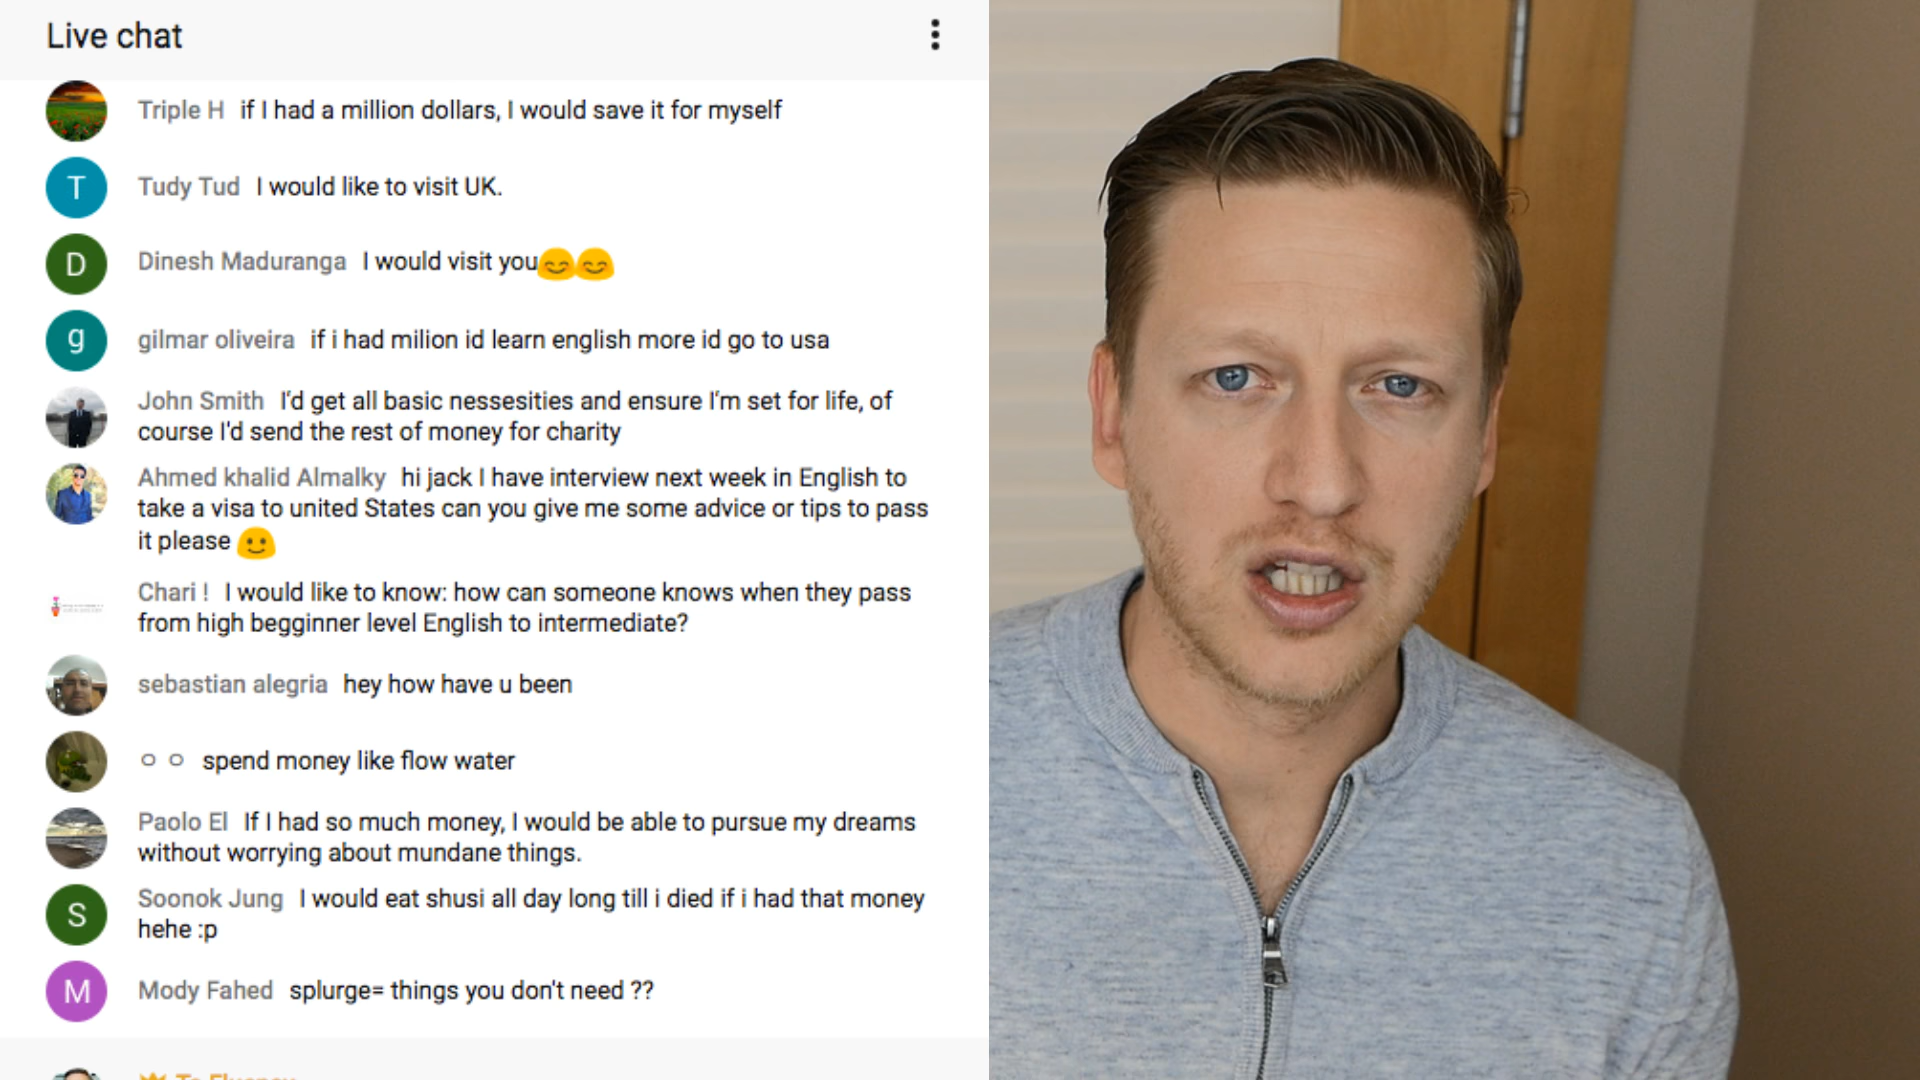 Live chat
Triple H if I had a million dollars, I would save it for myself
T
Tudy Tud I would like to visit UK.
D
Dinesh Maduranga I would visit you😊😊
g
gilmar oliveira if i had milion id learn english more id go to usa
John Smith I'd get all basic nessesities and ensure I'm set for life, of
course I'd send the rest of money for charity
Ahmed khalid Almalky hi jack I have interview next week in English to
take a visa to united States can you give me some advice or tips to pass
it please 🙂
Chari ! I would like to know: how can someone knows when they pass
from high begginner level English to intermediate?
sebastian alegria hey how have u been
ㅇ ㅇ spend money like flow water
Paolo El If I had so much money, I would be able to pursue my dreams
without worrying about mundane things.
S
Soonok Jung I would eat shusi all day long till i died if i had that money
hehe :p
M
Mody Fahed splurge= things you don't need ??
To Fluency